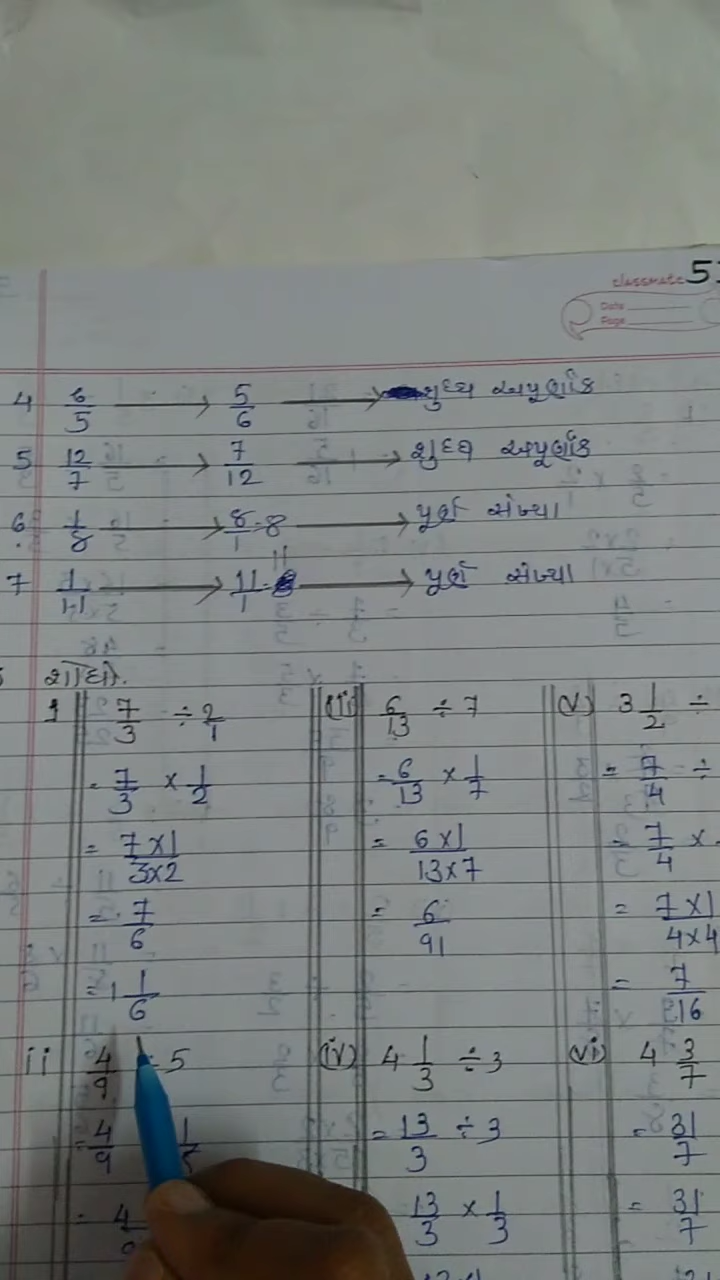 classmate 51
Date
Page
4 6/5 → 5/6 → શુધ્ધ અપૂર્ણાંક
5 12/7 → 7/12 → શુદ્ધ અપૂર્ણાંક
6. 1/8 → 8/1 = 8 → પૂર્ણ સંખ્યા
7 1/11 → 11/1 = 11 → પૂર્ણ સંખ્યા
શોધો.
1 7/3 ÷ 2/1
= 7/3 × 1/2
= 7×1/3×2
= 7/6
= 1 1/6
ii 4/9 ÷ 5
= 4/9 1/
= 4/9
(iii) 6/13 ÷ 7
= 6/13 × 1/7
= 6×1/13×7
= 6/91
(iv) 4 1/3 ÷ 3
= 13/3 ÷ 3
13/3 × 1/3
(v) 3 1/2 ÷
= 7/4 ÷
= 7/4 ×
= 7×1/4×4
= 7/16
(vi) 4 3/7
= 31/7
= 31/7